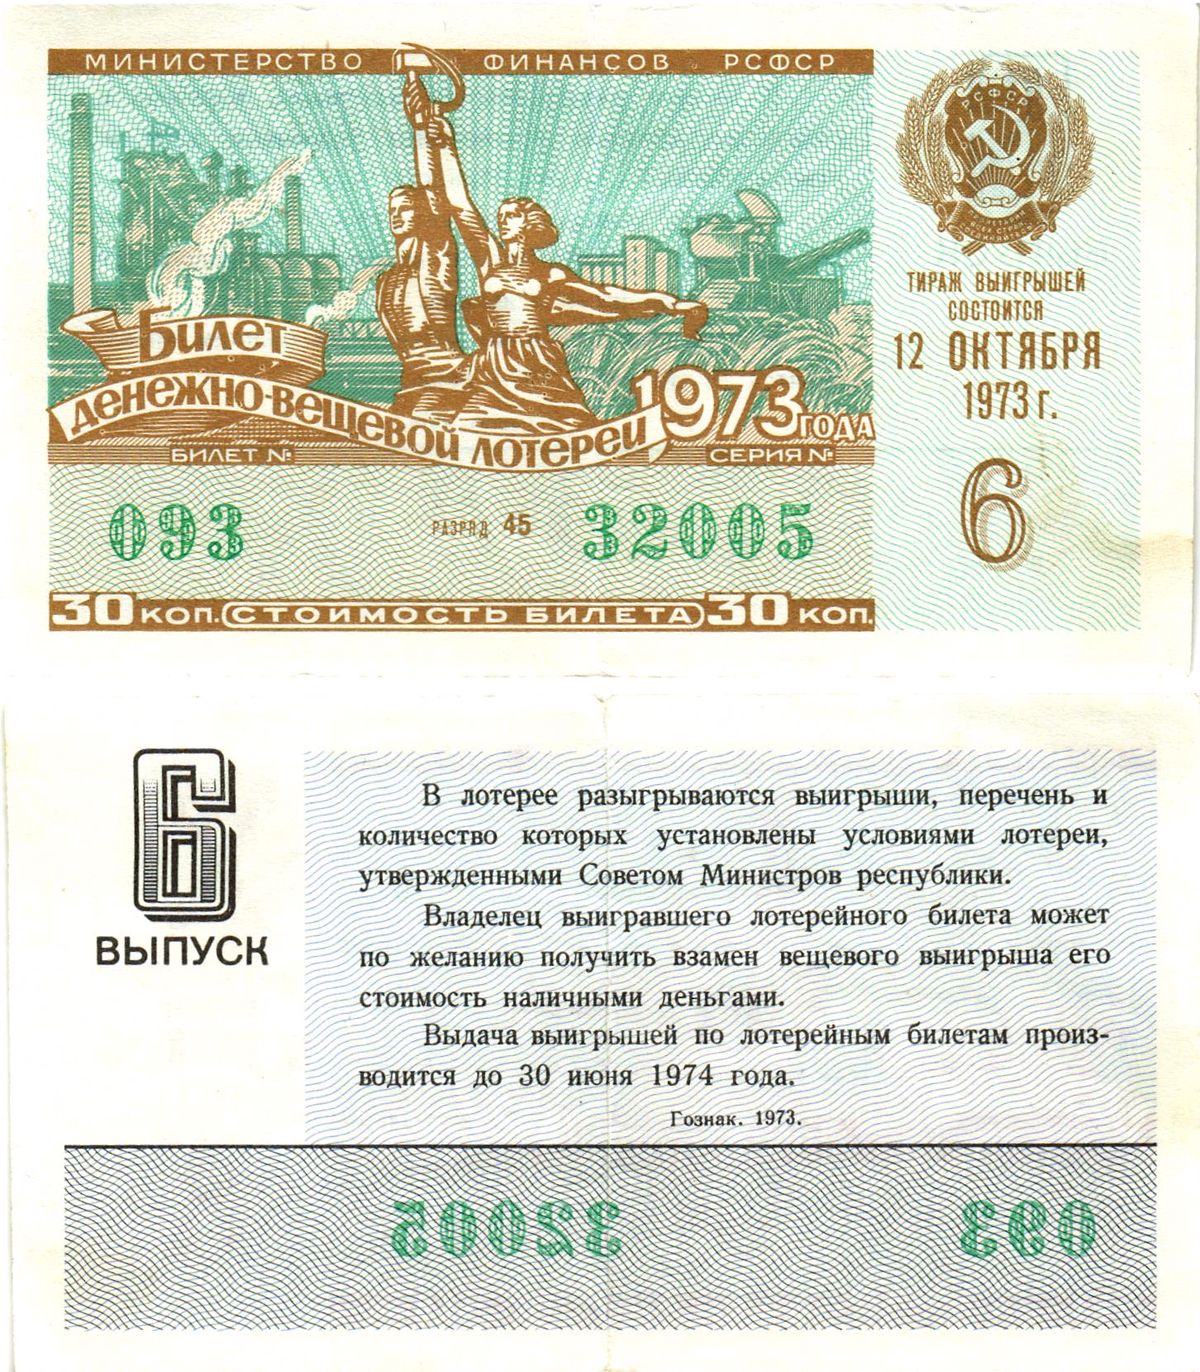 МИНИСТЕРСТВО ФИНАНСОВ РСФСР
РСФСР
ТИРАЖ ВЫИГРЫШЕЙ
СОСТОИТСЯ
12 ОКТЯБРЯ
1973 г.
6
Билет
денежно-вещевой лотереи
1973 ГОДА
БИЛЕТ №
СЕРИЯ №
093
РАЗРЯД 45
32005
30 КОП. СТОИМОСТЬ БИЛЕТА 30 КОП.
6
ВЫПУСК
В лотерее разыгрываются выигрыши, перечень и
количество которых установлены условиями лотереи,
утвержденными Советом Министров республики.
Владелец выигравшего лотерейного билета может
по желанию получить взамен вещевого выигрыша его
стоимость наличными деньгами.
Выдача выигрышей по лотерейным билетам произ-
водится до 30 июня 1974 года.
Гознак. 1973.
32005
093